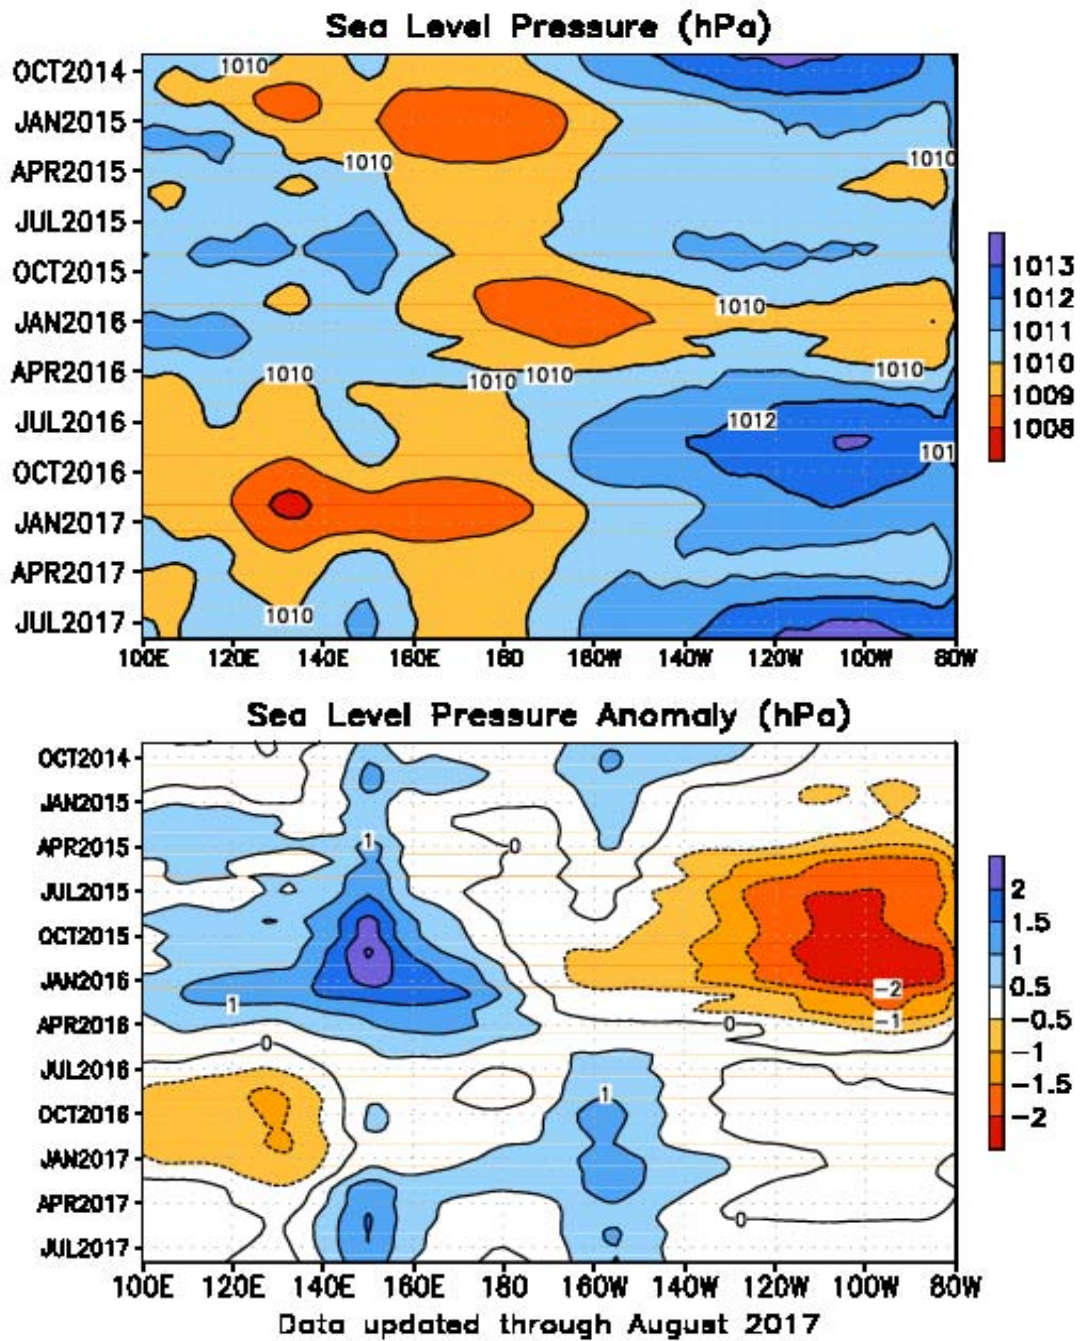 Sea Level Pressure (hPa)
OCT2014
JAN2015
APR2015
JUL2015
OCT2015
JAN2016
APR2016
JUL2016
OCT2016
JAN2017
APR2017
JUL2017
1010
1010
1010
1010
1010
1010
1010
1010
1012
101
1010
1013
1012
1011
1010
1009
1008
100E 120E 140E 160E 180 160W 140W 120W 100W 80W
Sea Level Pressure Anomaly (hPa)
OCT2014
JAN2015
APR2015
JUL2015
OCT2015
JAN2016
APR2016
JUL2016
OCT2016
JAN2017
APR2017
JUL2017
1
0
-2
1
-1
0
0
1
0
2
1.5
1
0.5
-0.5
-1
-1.5
-2
100E 120E 140E 160E 180 160W 140W 120W 100W 80W
Data updated through August 2017